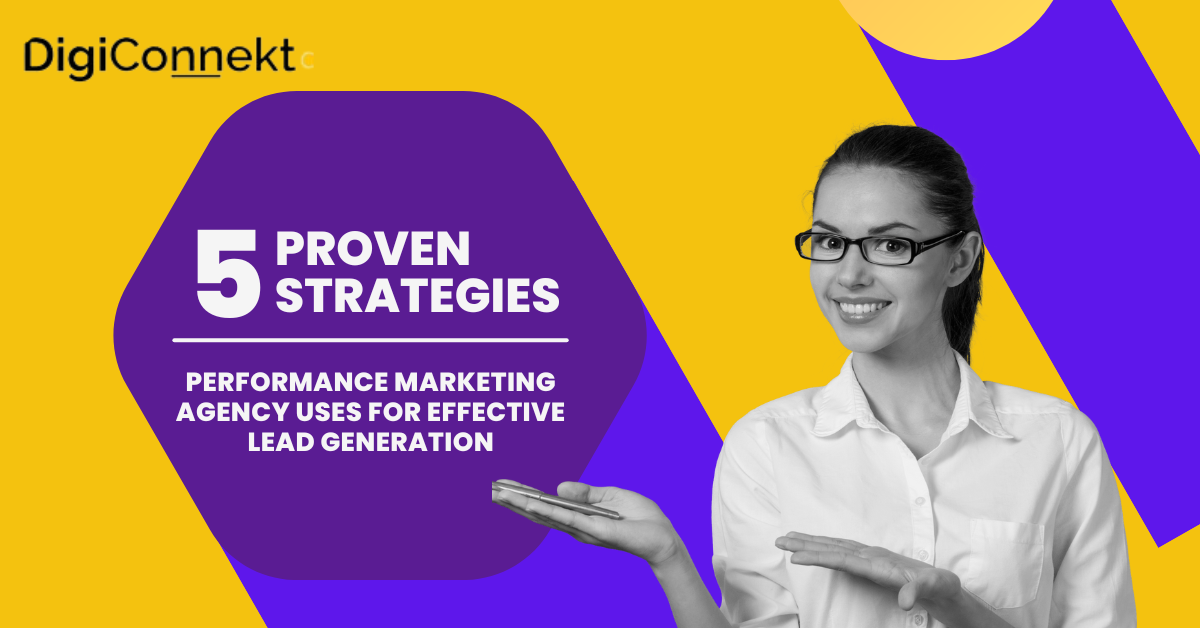 DigiConnekt
5 PROVEN
STRATEGIES
PERFORMANCE MARKETING
AGENCY USES FOR EFFECTIVE
LEAD GENERATION